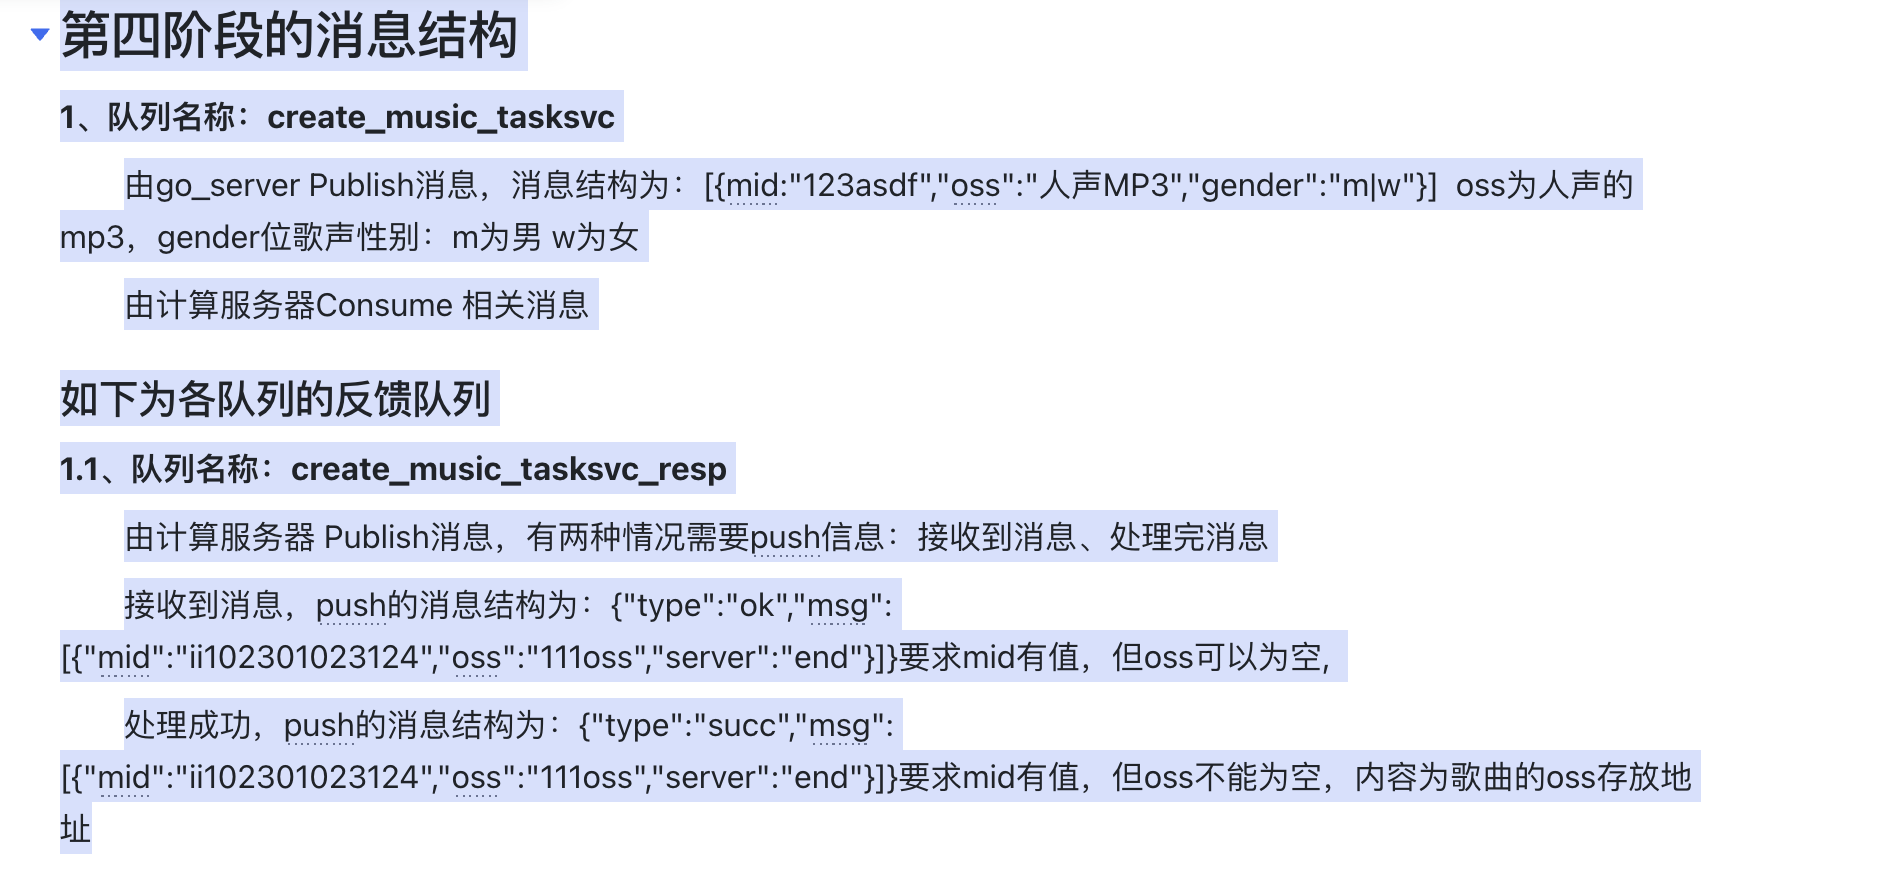 第四阶段的消息结构
1、队列名称：create_music_tasksvc
由go_server Publish消息，消息结构为：[{mid:"123asdf","oss":"人声MP3","gender":"m|w"}]  oss为人声的
mp3，gender位歌声性别：m为男 w为女
由计算服务器Consume 相关消息
如下为各队列的反馈队列
1.1、队列名称：create_music_tasksvc_resp
由计算服务器 Publish消息，有两种情况需要push信息：接收到消息、处理完消息
接收到消息，push的消息结构为：{"type":"ok","msg":
[{"mid":"ii102301023124","oss":"111oss","server":"end"}]}要求mid有值，但oss可以为空,
处理成功，push的消息结构为：{"type":"succ","msg":
[{"mid":"ii102301023124","oss":"111oss","server":"end"}]}要求mid有值，但oss不能为空，内容为歌曲的oss存放地
址